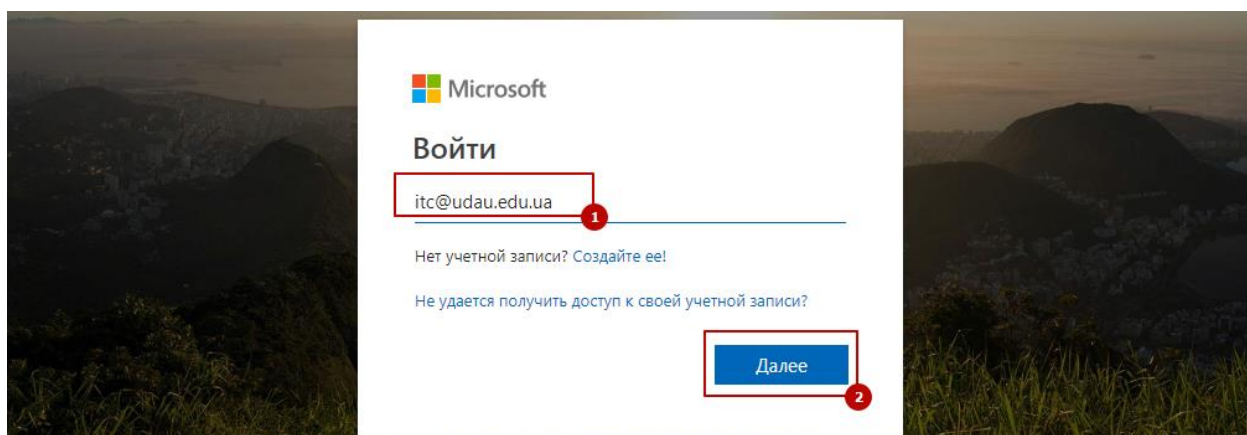 Microsoft
Войти
itc@udau.edu.ua
1
Нет учетной записи? Создайте ее!
Не удается получить доступ к своей учетной записи?
Далее
2